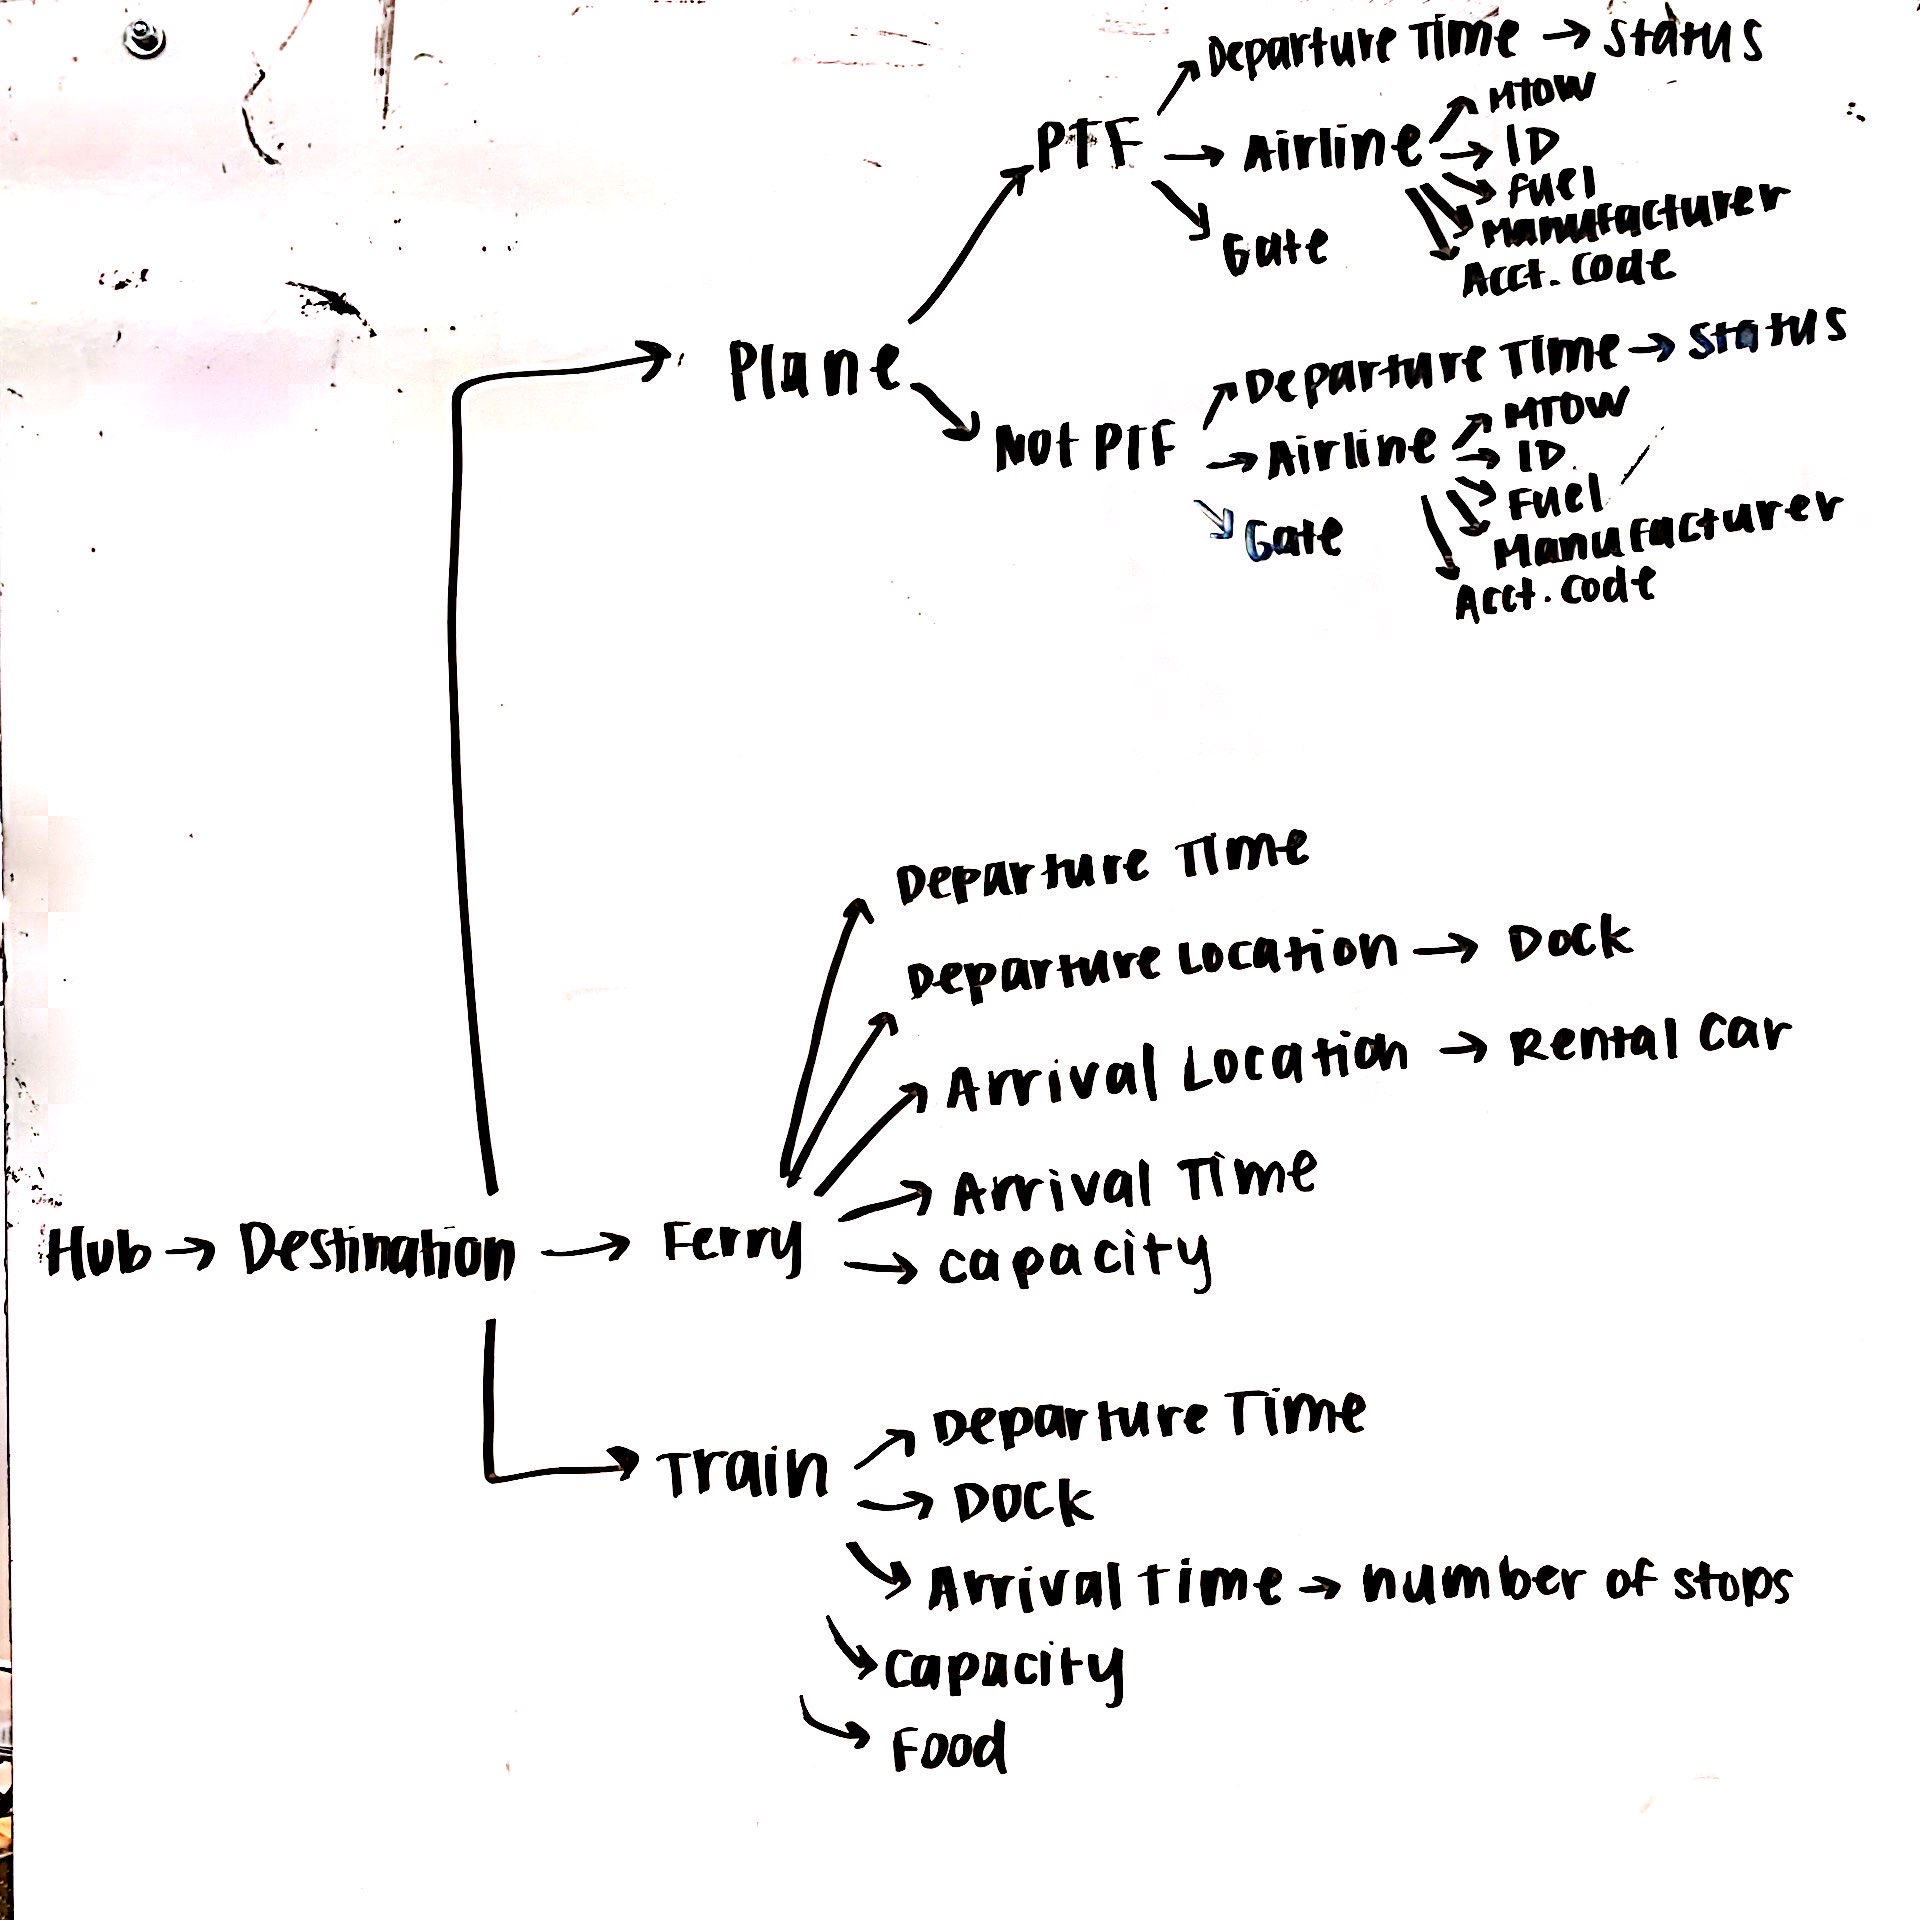 Departure Time → Status
PTF → Airline
MTOW
ID
Fuel
Manufacturer
Acct. Code
Gate
Plane
Departure Time → Status
Not PTF → Airline
MTOW
ID
Fuel
Manufacturer
Acct. Code
Gate
Departure Time
Departure Location → Dock
Arrival Location → Rental Car
Arrival Time
Hub → Destination → Ferry → capacity
Train
Departure Time
Dock
Arrival time → number of stops
Capacity
Food